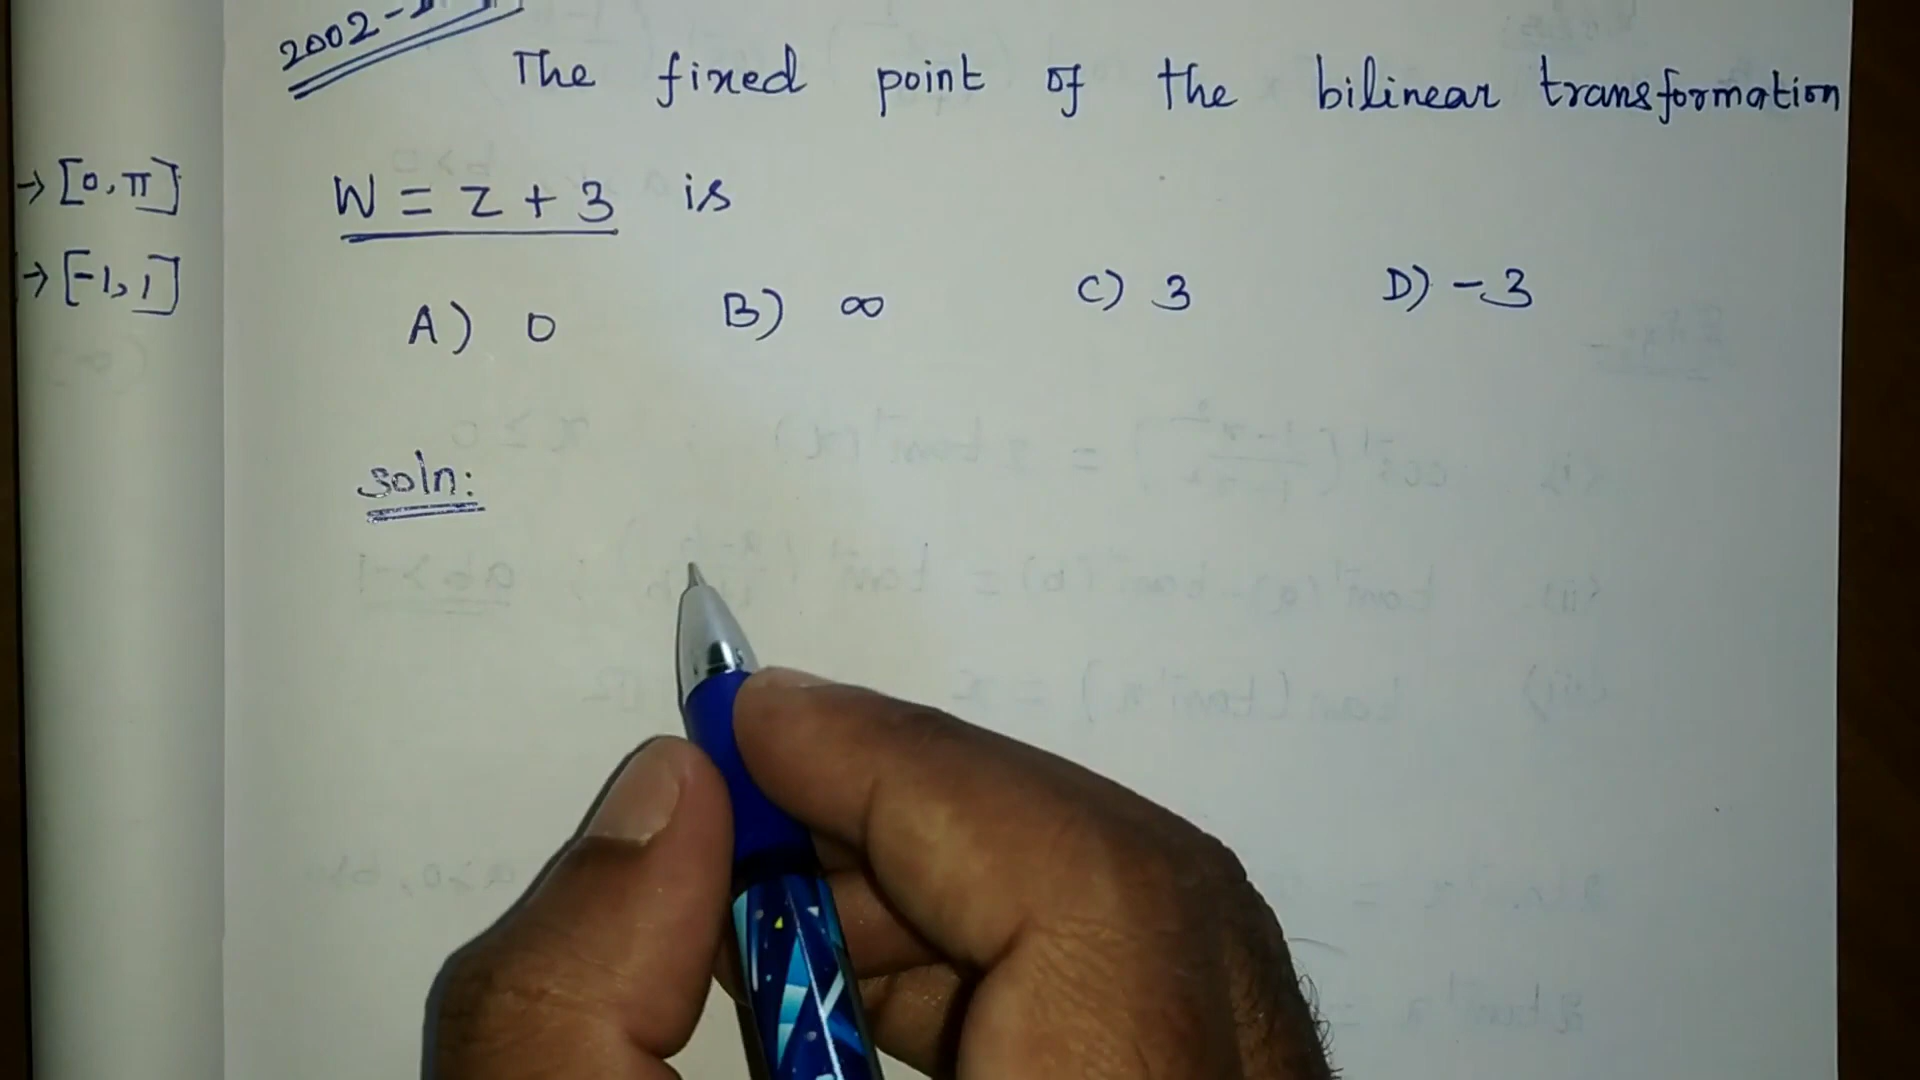 2002-
The fixed point of the bilinear transformation
→ [0, π]
W = z + 3 is
→ [-1, 1]
A) 0 B) ∞ C) 3 D) -3
Soln: